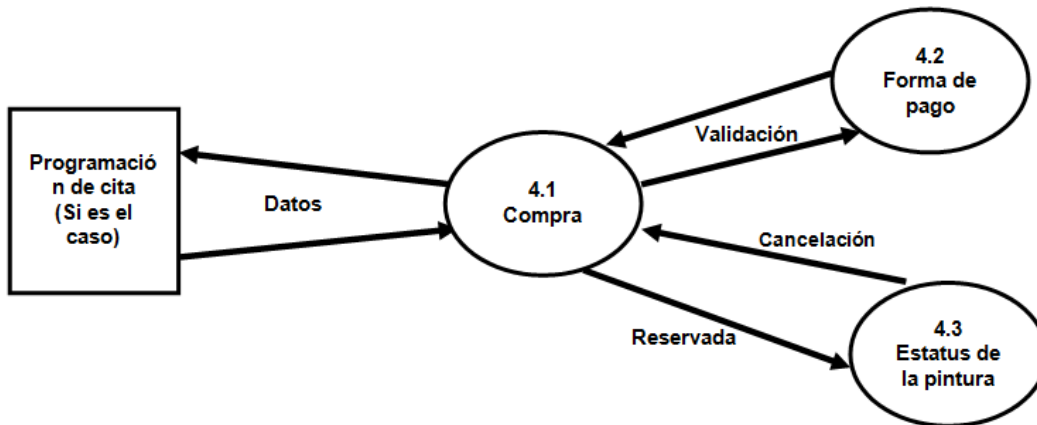 4.2
Forma de
pago
Validación
Programació
n de cita
(Si es el
caso)
Datos
4.1
Compra
Cancelación
Reservada
4.3
Estatus de
la pintura